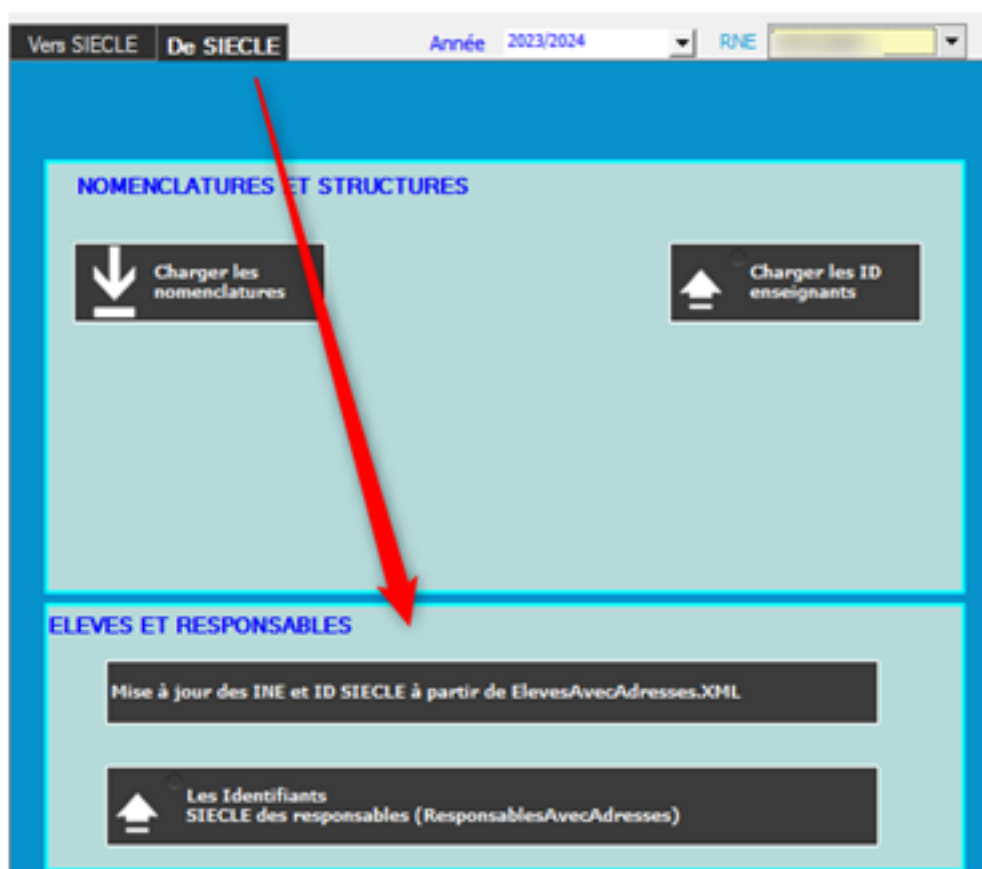 Vers SIECLE De SIECLE Année 2023/2024 RNE
NOMENCLATURES ET STRUCTURES
Charger les
nomenclatures
Charger les ID
enseignants
ELEVES ET RESPONSABLES
Mise à jour des INE et ID SIECLE à partir de ElevesAvecAdresses.XML
Les Identifiants
SIECLE des responsables (ResponsablesAvecAdresses)